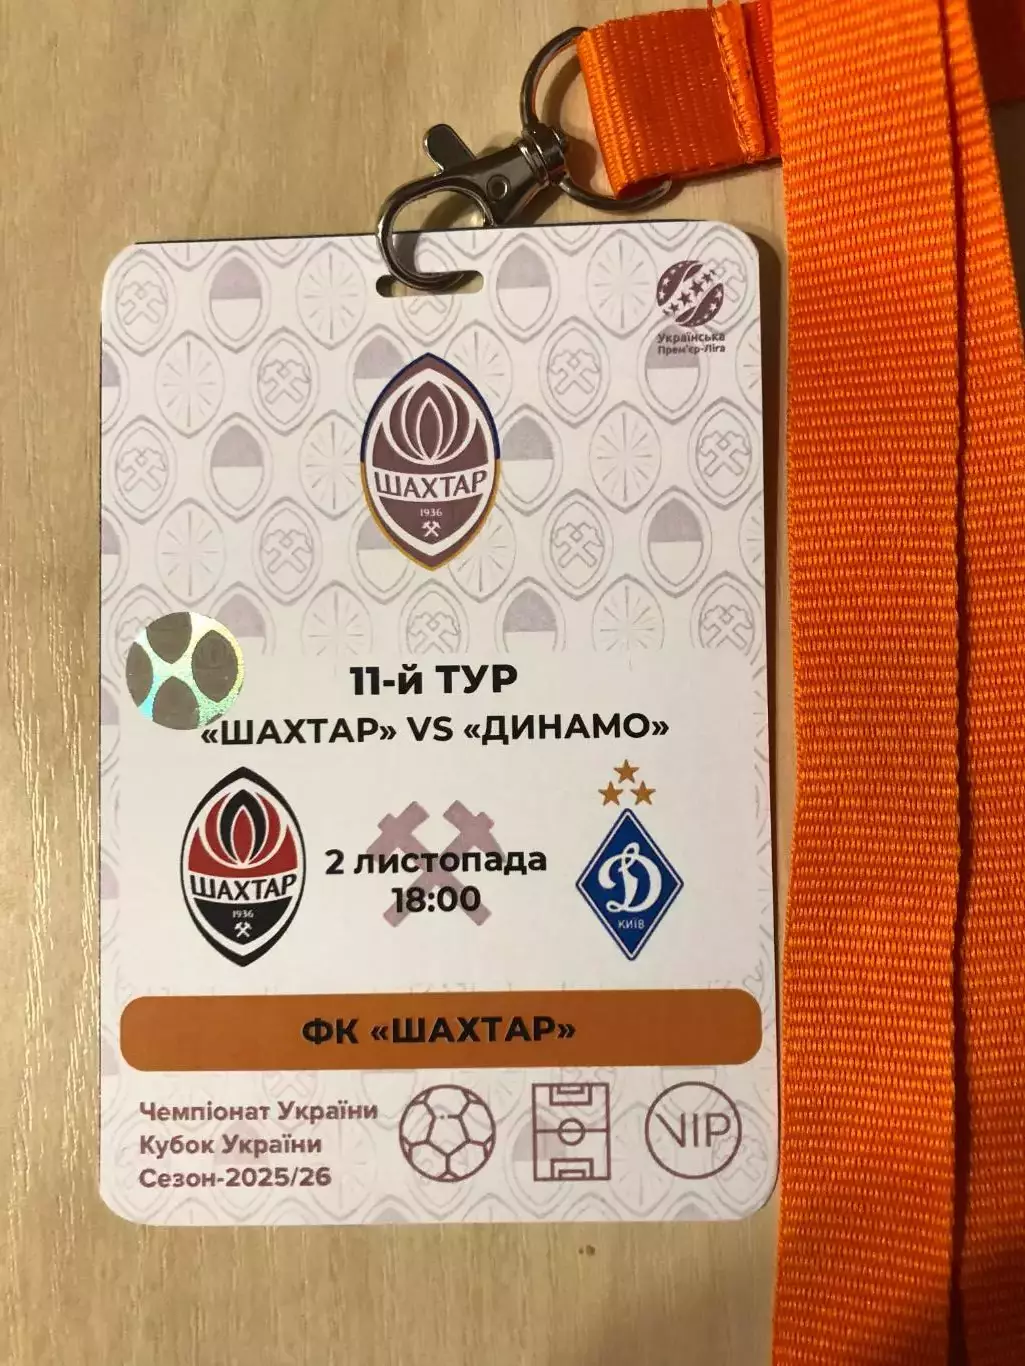 Українська
Прем'єр-Ліга
ШАХТАР
1936
11-й ТУР
«ШАХТАР» VS «ДИНАМО»
ШАХТАР
1936
2 листопада
18:00
Д
КИЇВ
ФК «ШАХТАР»
Чемпіонат України
Кубок України
Сезон-2025/26
VIP